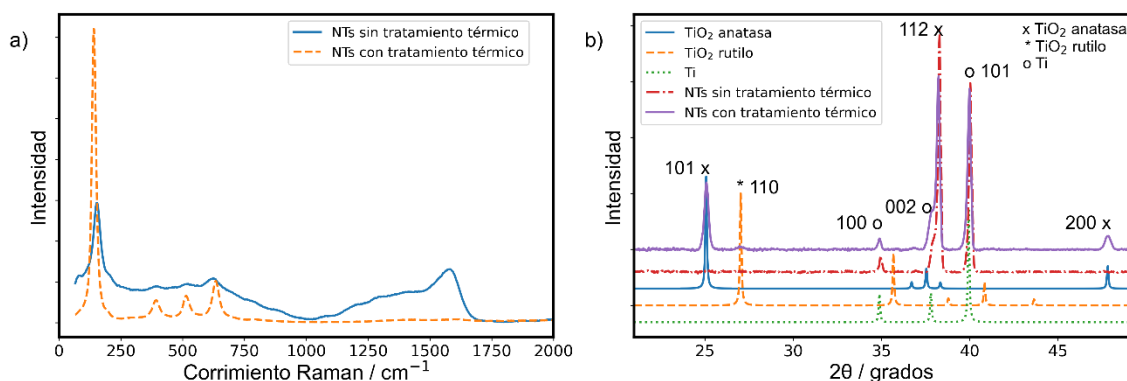 a)
Intensidad
NTs sin tratamiento térmico
NTs con tratamiento térmico
0 250 500 750 1000 1250 1500 1750 2000
Corrimiento Raman / cm⁻¹
b)
Intensidad
TiO₂ anatasa
TiO₂ rutilo
Ti
NTs sin tratamiento térmico
NTs con tratamiento térmico
112 x
x TiO₂ anatasa
* TiO₂ rutilo
o Ti
o 101
101 x
* 110
002 o
100 o
200 x
25 30 35 40 45
2θ / grados